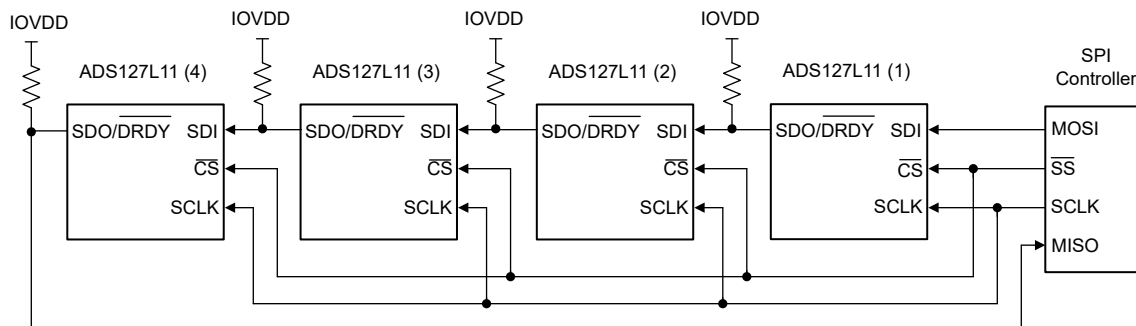 IOVDD
IOVDD
IOVDD
IOVDD
ADS127L11 (4)
ADS127L11 (3)
ADS127L11 (2)
ADS127L11 (1)
SPI
Controller
SDO/DRDY SDI
CS
SCLK
SDO/DRDY SDI
CS
SCLK
SDO/DRDY SDI
CS
SCLK
SDO/DRDY SDI
CS
SCLK
MOSI
SS
SCLK
MISO